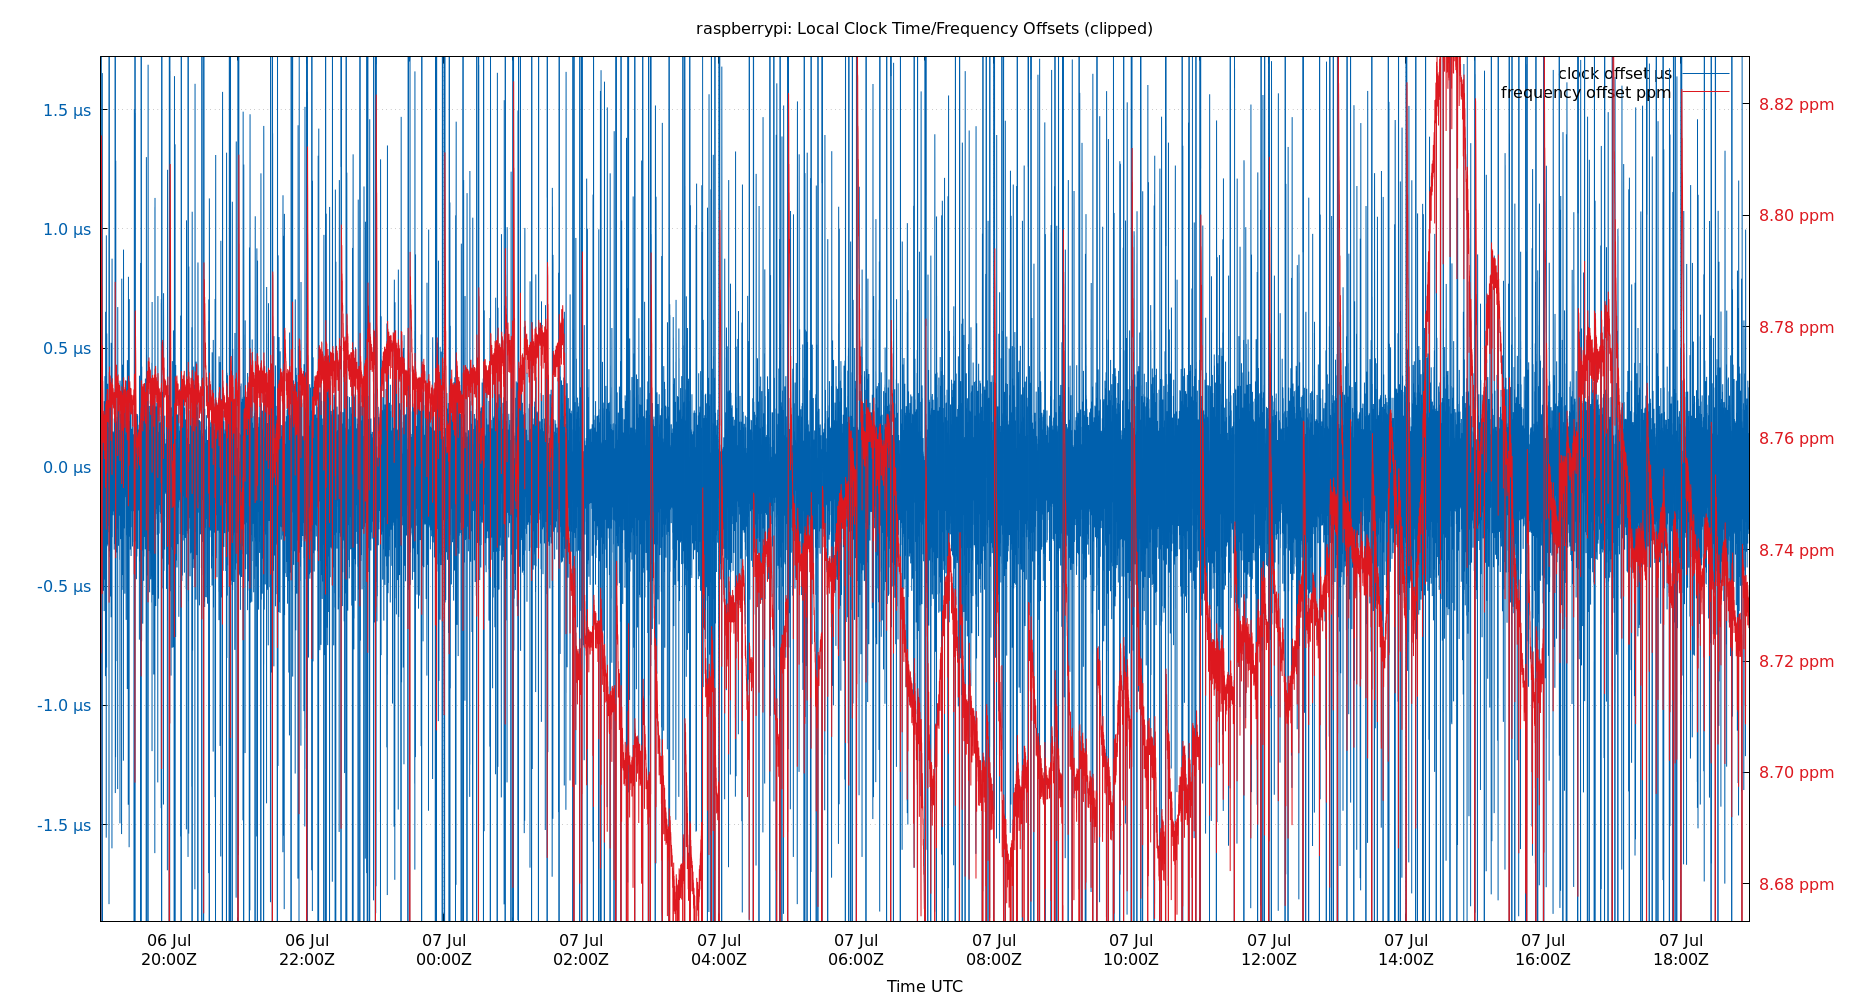 raspberrypi: Local Clock Time/Frequency Offsets (clipped)
clock offset µs
frequency offset ppm
1.5 µs
1.0 µs
0.5 µs
0.0 µs
-0.5 µs
-1.0 µs
-1.5 µs
8.82 ppm
8.80 ppm
8.78 ppm
8.76 ppm
8.74 ppm
8.72 ppm
8.70 ppm
8.68 ppm
06 Jul 06 Jul 07 Jul 07 Jul 07 Jul 07 Jul 07 Jul 07 Jul 07 Jul 07 Jul 07 Jul 07 Jul
20:00Z 22:00Z 00:00Z 02:00Z 04:00Z 06:00Z 08:00Z 10:00Z 12:00Z 14:00Z 16:00Z 18:00Z
Time UTC